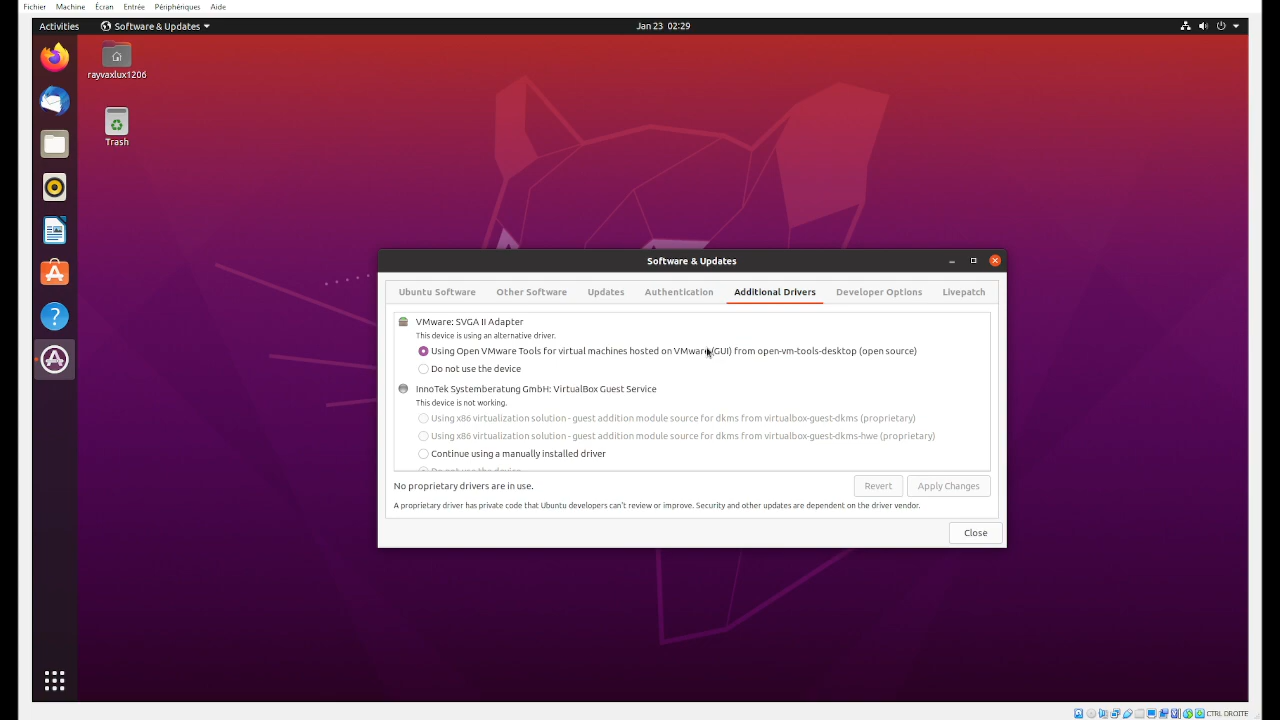 Fichier Machine Écran Entrée Périphériques Aide
Activities Software & Updates Jan 23 02:29
rayvaxlux1206
Trash
Software & Updates
Ubuntu Software Other Software Updates Authentication Additional Drivers Developer Options Livepatch
VMware: SVGA II Adapter
This device is using an alternative driver.
Using Open VMware Tools for virtual machines hosted on VMware (GUI) from open-vm-tools-desktop (open source)
Do not use the device
InnoTek Systemberatung GmbH: VirtualBox Guest Service
This device is not working.
Using x86 virtualization solution - guest addition module source for dkms from virtualbox-guest-dkms (proprietary)
Using x86 virtualization solution - guest addition module source for dkms from virtualbox-guest-dkms-hwe (proprietary)
Continue using a manually installed driver
Do not use the device
No proprietary drivers are in use.
Revert Apply Changes
A proprietary driver has private code that Ubuntu developers can't review or improve. Security and other updates are dependent on the driver vendor.
Close
CTRL DROITE